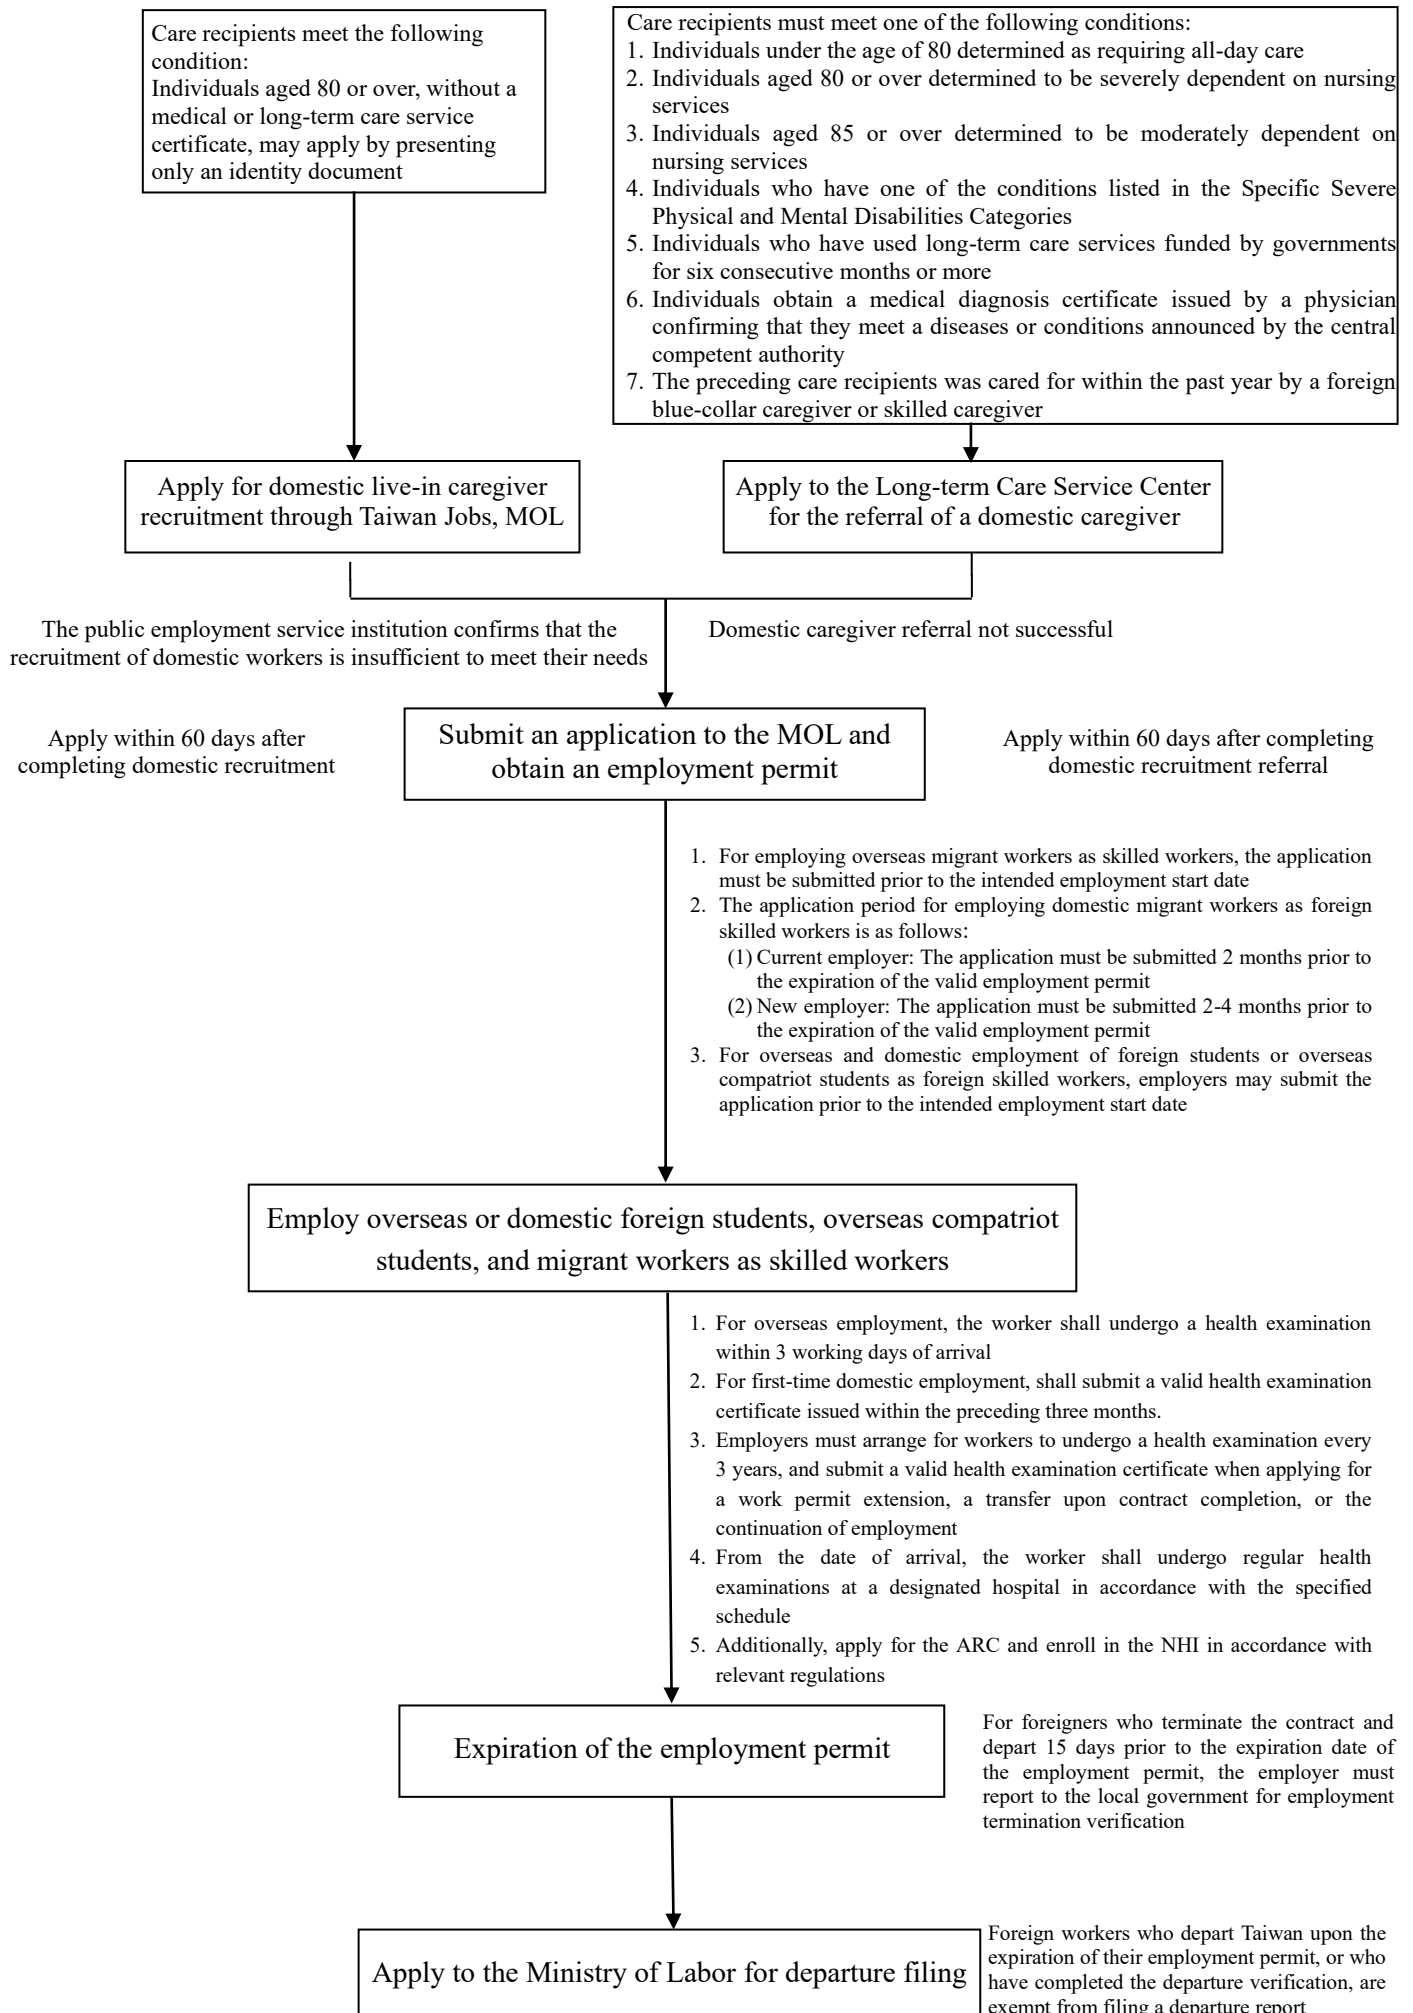 Care recipients meet the following
condition:
Individuals aged 80 or over, without a
medical or long-term care service
certificate, may apply by presenting
only an identity document
Care recipients must meet one of the following conditions:
1. Individuals under the age of 80 determined as requiring all-day care
2. Individuals aged 80 or over determined to be severely dependent on nursing
services
3. Individuals aged 85 or over determined to be moderately dependent on
nursing services
4. Individuals who have one of the conditions listed in the Specific Severe
Physical and Mental Disabilities Categories
5. Individuals who have used long-term care services funded by governments
for six consecutive months or more
6. Individuals obtain a medical diagnosis certificate issued by a physician
confirming that they meet a diseases or conditions announced by the central
competent authority
7. The preceding care recipients was cared for within the past year by a foreign
blue-collar caregiver or skilled caregiver
Apply for domestic live-in caregiver
recruitment through Taiwan Jobs, MOL
Apply to the Long-term Care Service Center
for the referral of a domestic caregiver
The public employment service institution confirms that the
recruitment of domestic workers is insufficient to meet their needs
Domestic caregiver referral not successful
Apply within 60 days after
completing domestic recruitment
Submit an application to the MOL and
obtain an employment permit
Apply within 60 days after completing
domestic recruitment referral
1. For employing overseas migrant workers as skilled workers, the application
must be submitted prior to the intended employment start date
2. The application period for employing domestic migrant workers as foreign
skilled workers is as follows:
(1) Current employer: The application must be submitted 2 months prior to
the expiration of the valid employment permit
(2) New employer: The application must be submitted 2-4 months prior to
the expiration of the valid employment permit
3. For overseas and domestic employment of foreign students or overseas
compatriot students as foreign skilled workers, employers may submit the
application prior to the intended employment start date
Employ overseas or domestic foreign students, overseas compatriot
students, and migrant workers as skilled workers
1. For overseas employment, the worker shall undergo a health examination
within 3 working days of arrival
2. For first-time domestic employment, shall submit a valid health examination
certificate issued within the preceding three months.
3. Employers must arrange for workers to undergo a health examination every
3 years, and submit a valid health examination certificate when applying for
a work permit extension, a transfer upon contract completion, or the
continuation of employment
4. From the date of arrival, the worker shall undergo regular health
examinations at a designated hospital in accordance with the specified
schedule
5. Additionally, apply for the ARC and enroll in the NHI in accordance with
relevant regulations
Expiration of the employment permit
For foreigners who terminate the contract and
depart 15 days prior to the expiration date of
the employment permit, the employer must
report to the local government for employment
termination verification
Apply to the Ministry of Labor for departure filing
Foreign workers who depart Taiwan upon the
expiration of their employment permit, or who
have completed the departure verification, are
exempt from filing a departure report